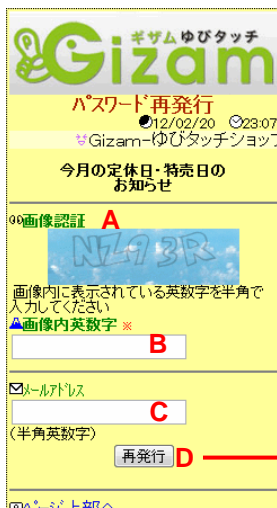 ギザム ゆびタッチ
Gizam
パスワード再発行
12/02/20 23:07
Gizam-ゆびタッチショップ
今月の定休日・特売日の
お知らせ
画像認証 A
NZ43R
画像内に表示されている英数字を半角で
入力してください
画像内英数字 ※
B
メールアドレス
C
(半角英数字)
再発行 D
ページ上部へ